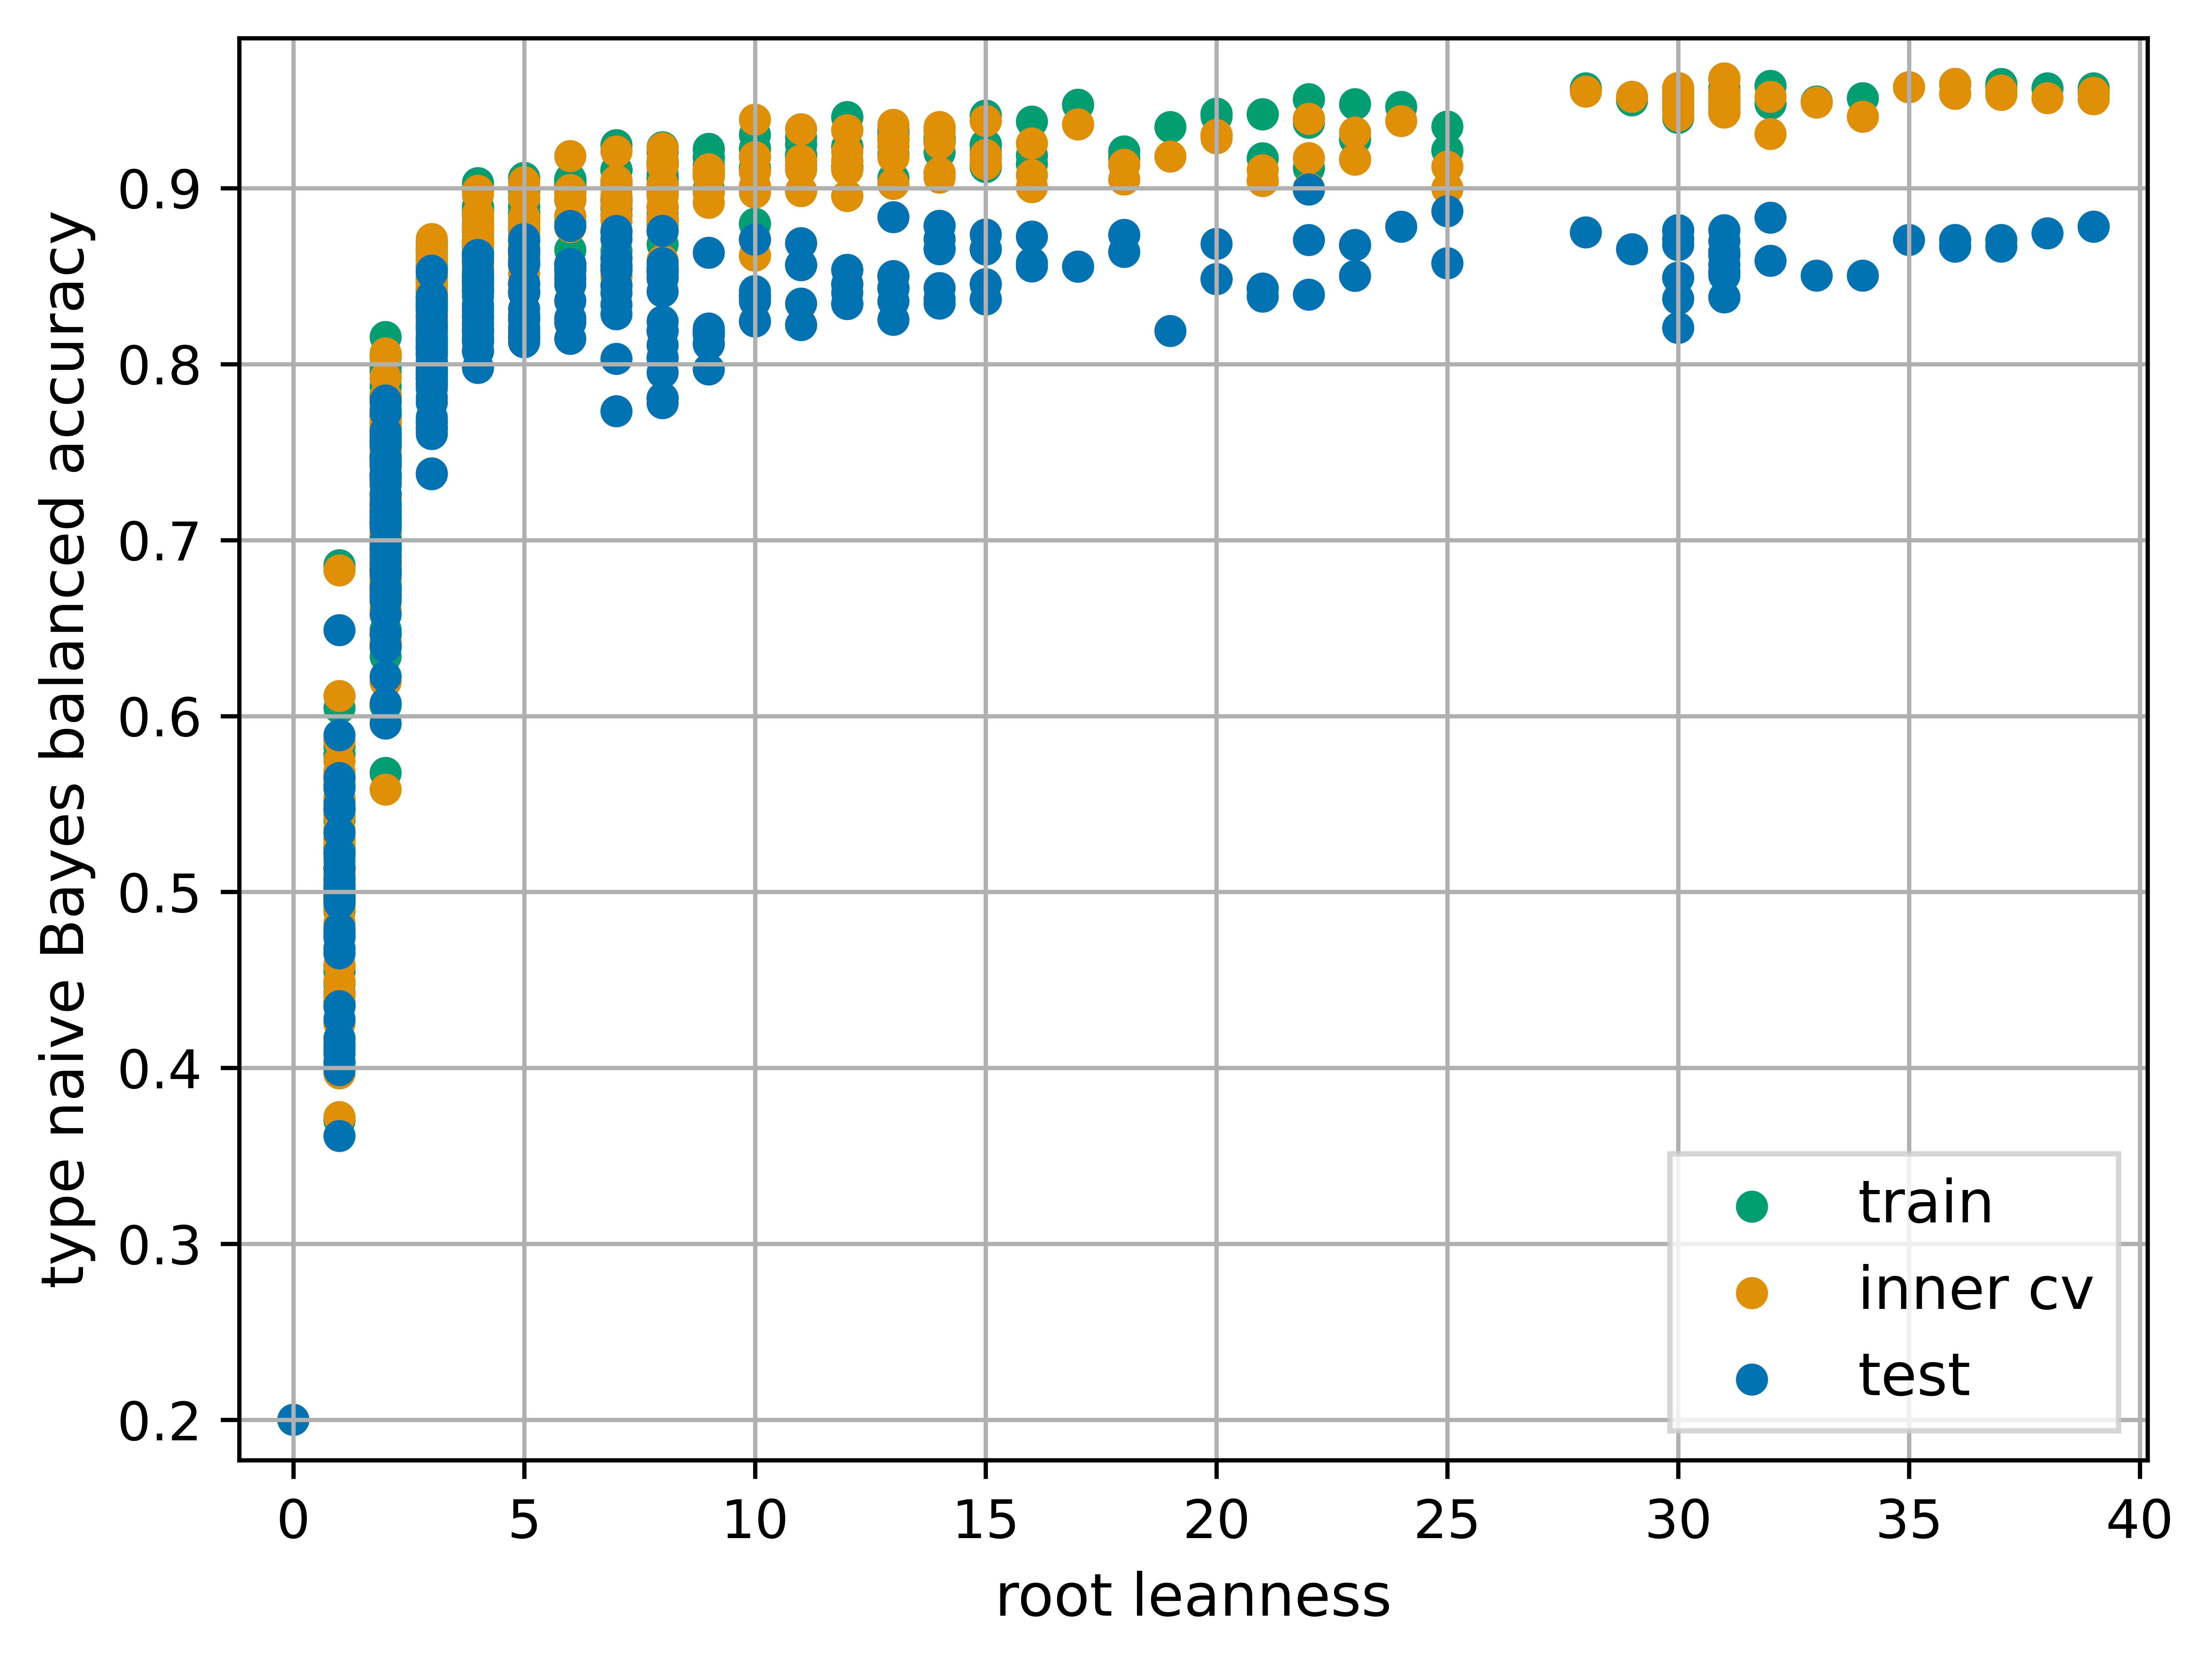 type naive Bayes balanced accuracy
0.9
0.8
0.7
0.6
0.5
0.4
0.3
0.2
train
inner cv
test
0 5 10 15 20 25 30 35 40
root leanness